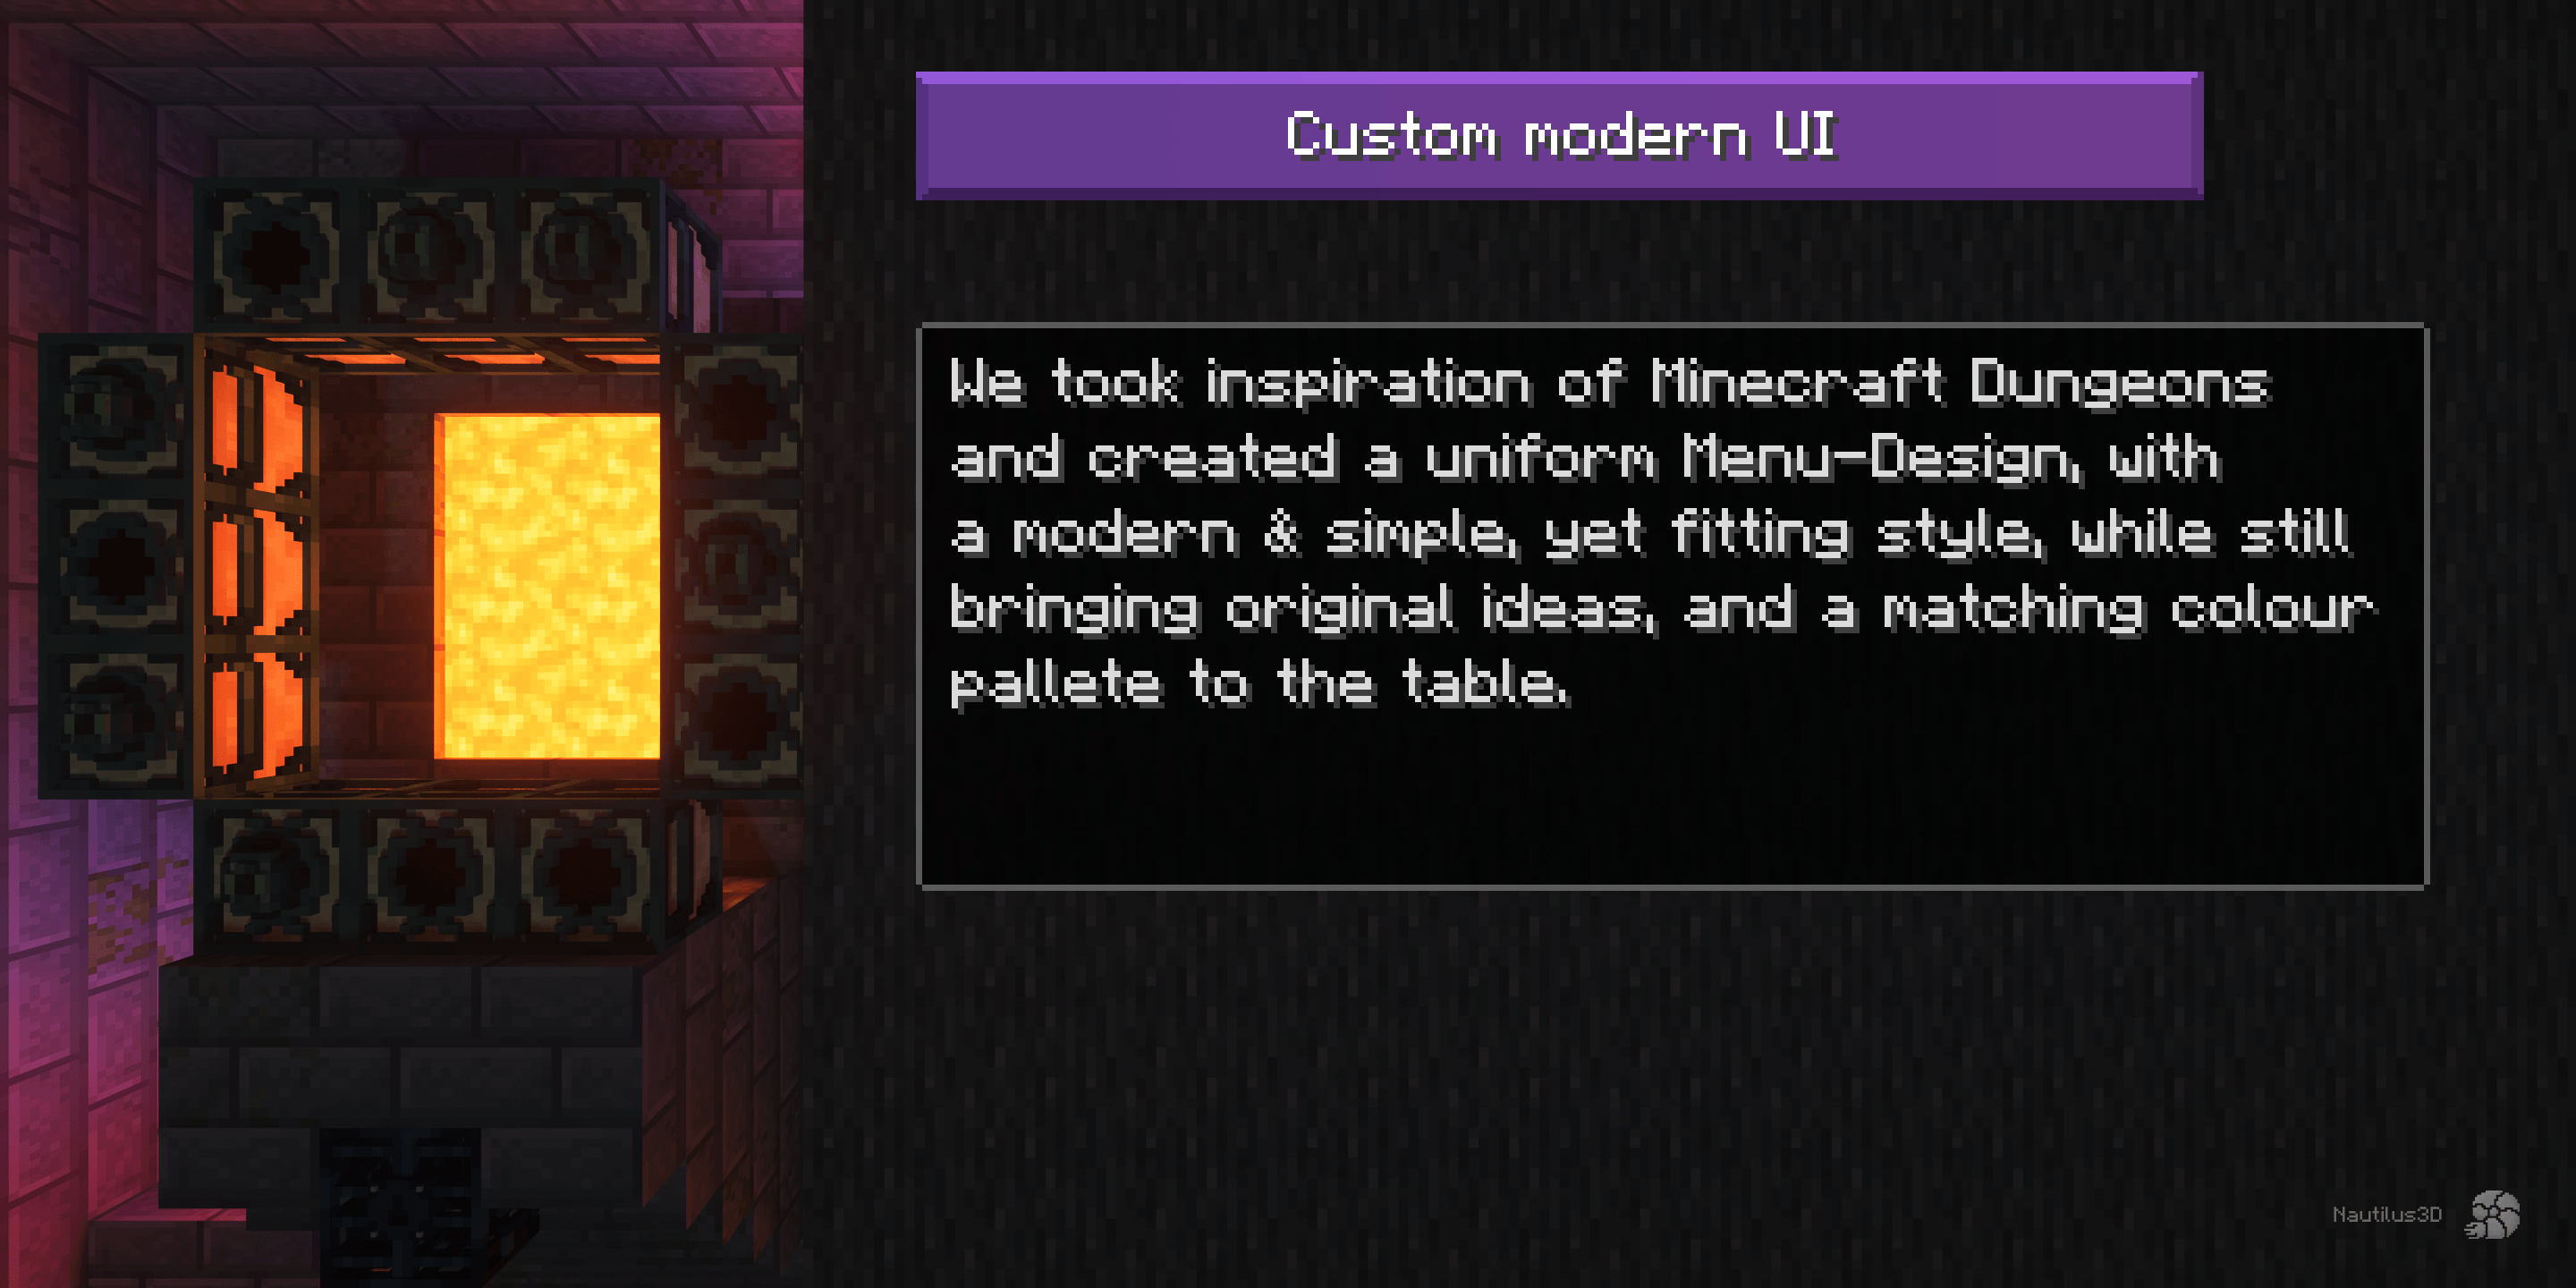 Custom modern UI
We took inspiration of Minecraft Dungeons
and created a uniform Menu-Design, with
a modern & simple, yet fitting style, while still
bringing original ideas, and a matching colour
pallete to the table.
Nautilus3D